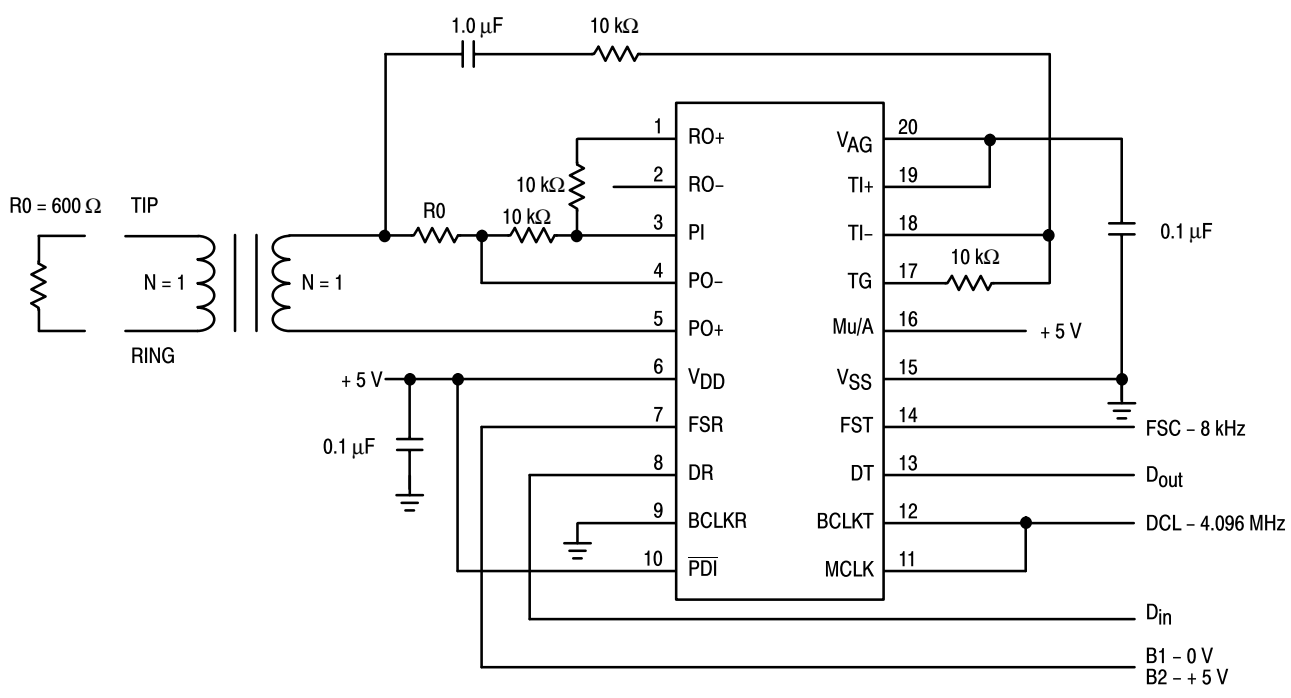 1.0 μF
10 kΩ
R0 = 600 Ω
TIP
N = 1
N = 1
RING
R0
10 kΩ
10 kΩ
+ 5 V
0.1 μF
1
2
3
4
5
6
7
8
9
10
RO+
RO–
PI
PO–
PO+
VDD
FSR
DR
BCLKR
PDI
VAG
TI+
TI–
TG
Mu/A
VSS
FST
DT
BCLKT
MCLK
20
19
18
17
16
15
14
13
12
11
10 kΩ
+ 5 V
0.1 μF
FSC – 8 kHz
Dout
DCL – 4.096 MHz
Din
B1 – 0 V
B2 – + 5 V